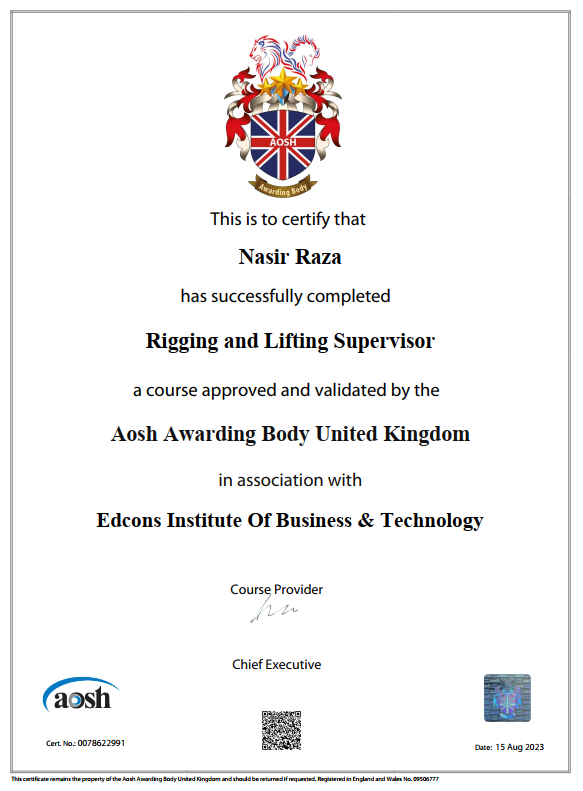 AOSH
Awarding Body
This is to certify that
Nasir Raza
has successfully completed
Rigging and Lifting Supervisor
a course approved and validated by the
Aosh Awarding Body United Kingdom
in association with
Edcons Institute Of Business & Technology
Course Provider
Chief Executive
aosh
Cert. No.: 0078622991
Date: 15 Aug 2023
This certificate remains the property of the Aosh Awarding Body United Kingdom and should be returned if requested. Registered in England and Wales No. 09506777